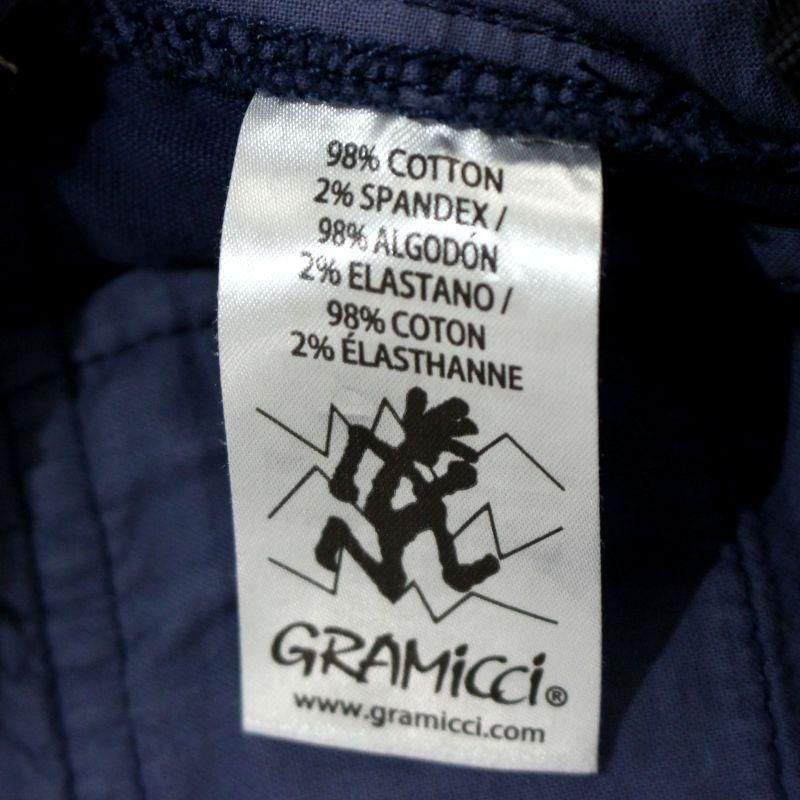 98% COTTON
2% SPANDEX /
98% ALGODÓN
2% ELASTANO /
98% COTON
2% ÉLASTHANNE
GRAMiCCi®
www.gramicci.com